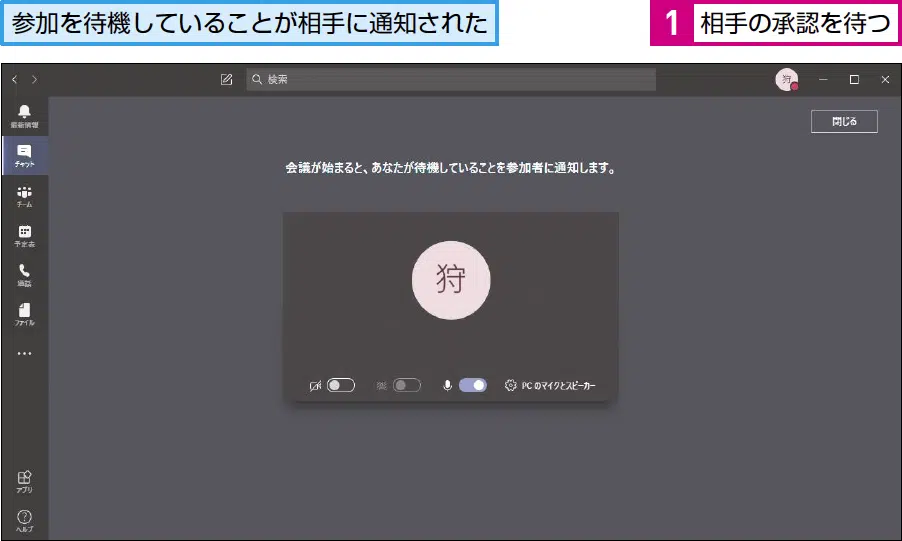 参加を待機していることが相手に通知された
1 相手の承認を待つ
検索
狩
閉じる
最新情報
チャット
チーム
予定表
通話
ファイル
会議が始まると、あなたが待機していることを参加者に通知します。
狩
PC のマイクとスピーカー
アプリ
ヘルプ